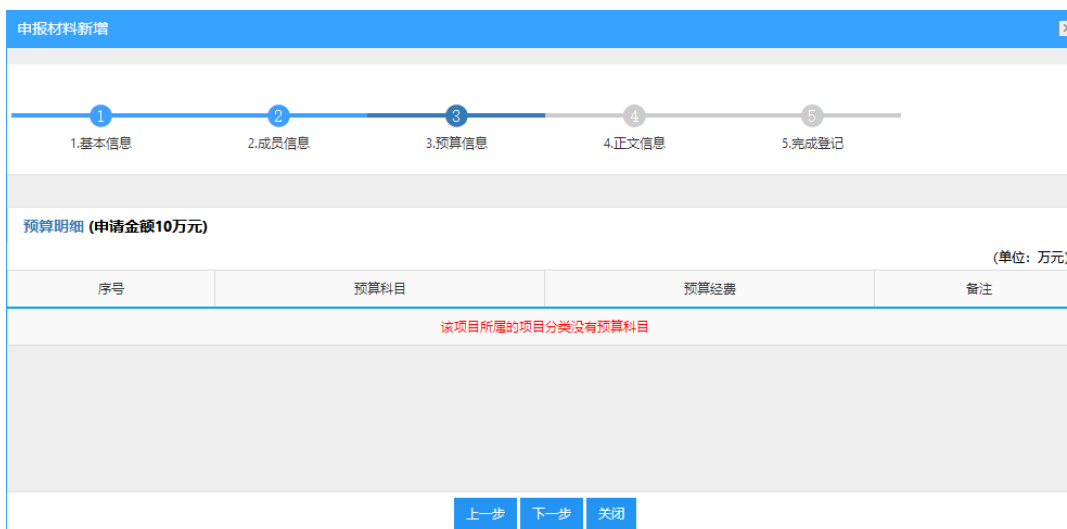 申报材料新增
1 2 3 4 5
1.基本信息 2.成员信息 3.预算信息 4.正文信息 5.完成登记
预算明细 (申请金额10万元)
(单位：万元)
序号 预算科目 预算经费 备注
该项目所属的项目分类没有预算科目
上一步 下一步 关闭